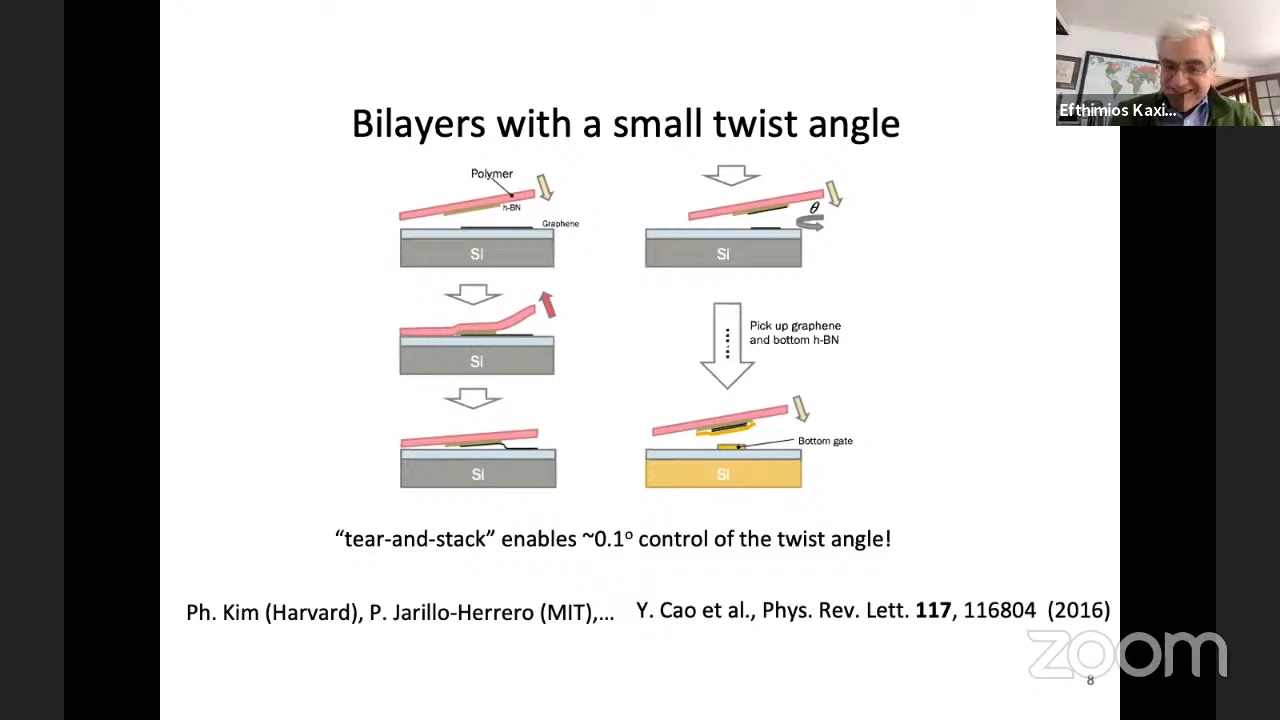 Efthimios Kaxi...
Bilayers with a small twist angle
Polymer
h-BN
Graphene
Si
Si
Si
θ
Si
Pick up graphene
and bottom h-BN
Bottom gate
Si
“tear-and-stack” enables ~0.1° control of the twist angle!
Ph. Kim (Harvard), P. Jarillo-Herrero (MIT),...
Y. Cao et al., Phys. Rev. Lett. 117, 116804 (2016)
zoom
8